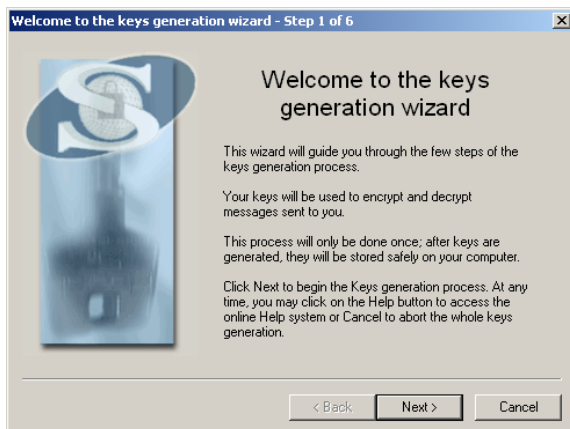 Welcome to the keys generation wizard - Step 1 of 6
Welcome to the keys
generation wizard
This wizard will guide you through the few steps of the
keys generation process.
Your keys will be used to encrypt and decrypt
messages sent to you.
This process will only be done once; after keys are
generated, they will be stored safely on your computer.
Click Next to begin the Keys generation process. At any
time, you may click on the Help button to access the
online Help system or Cancel to abort the whole keys
generation.
< Back
Next >
Cancel